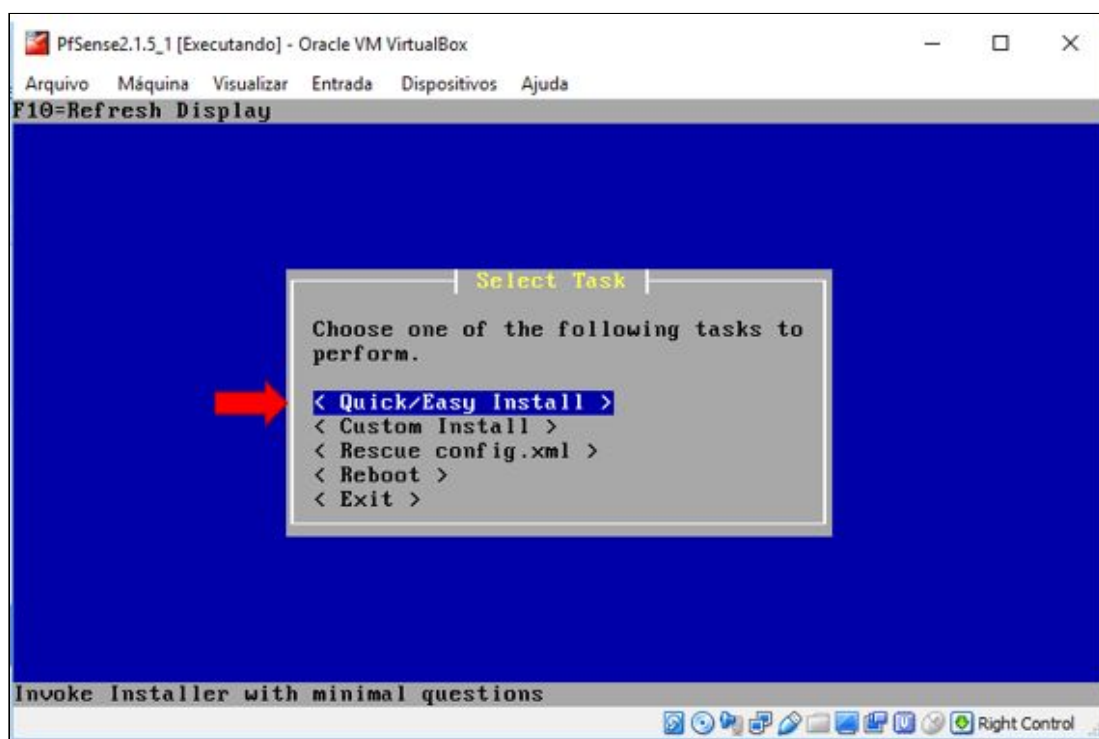 PfSense2.1.5_1 [Executando] - Oracle VM VirtualBox
Arquivo Máquina Visualizar Entrada Dispositivos Ajuda
F10=Refresh Display
Select Task
Choose one of the following tasks to
perform.
< Quick/Easy Install >
< Custom Install >
< Rescue config.xml >
< Reboot >
< Exit >
Invoke Installer with minimal questions
Right Control